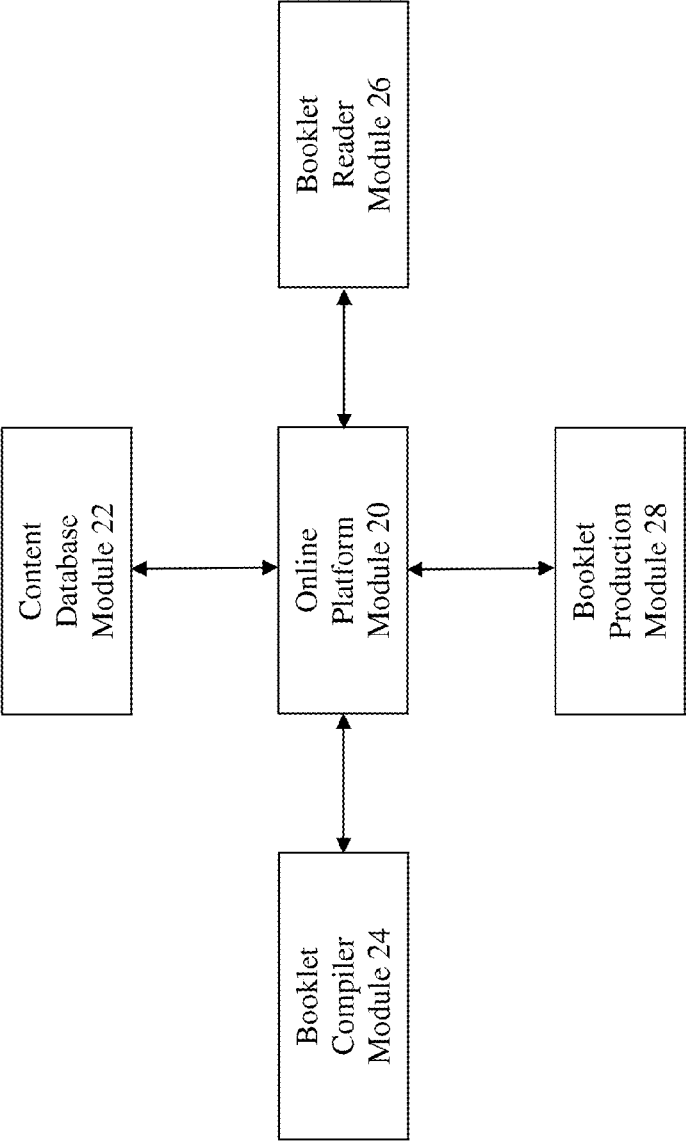 Content
Database
Module 22
Booklet
Compiler
Module 24
Online
Platform
Module 20
Booklet
Reader
Module 26
Booklet
Production
Module 28